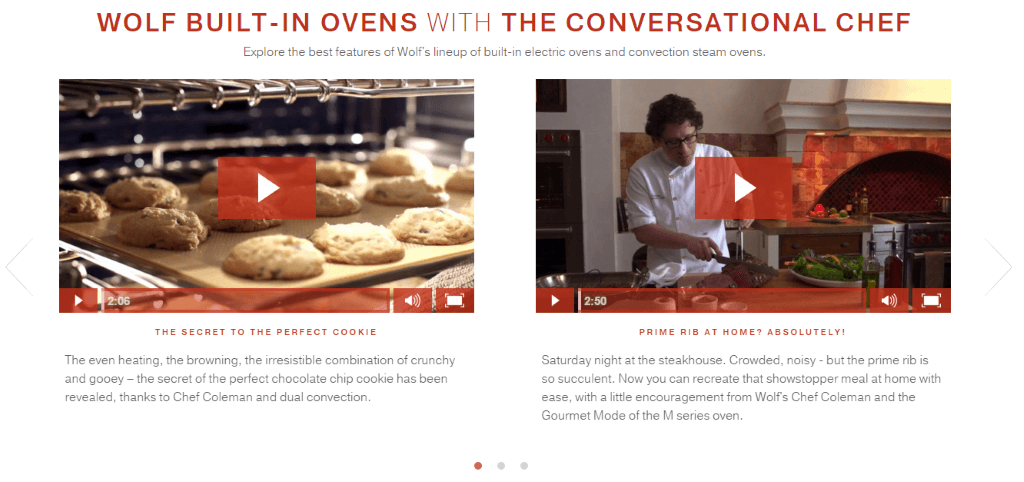 WOLF BUILT-IN OVENS WITH THE CONVERSATIONAL CHEF
Explore the best features of Wolf's lineup of built-in electric ovens and convection steam ovens.
2:06
2:50
THE SECRET TO THE PERFECT COOKIE
The even heating, the browning, the irresistible combination of crunchy
and gooey – the secret of the perfect chocolate chip cookie has been
revealed, thanks to Chef Coleman and dual convection.
PRIME RIB AT HOME? ABSOLUTELY!
Saturday night at the steakhouse. Crowded, noisy - but the prime rib is
so succulent. Now you can recreate that showstopper meal at home with
ease, with a little encouragement from Wolf's Chef Coleman and the
Gourmet Mode of the M series oven.